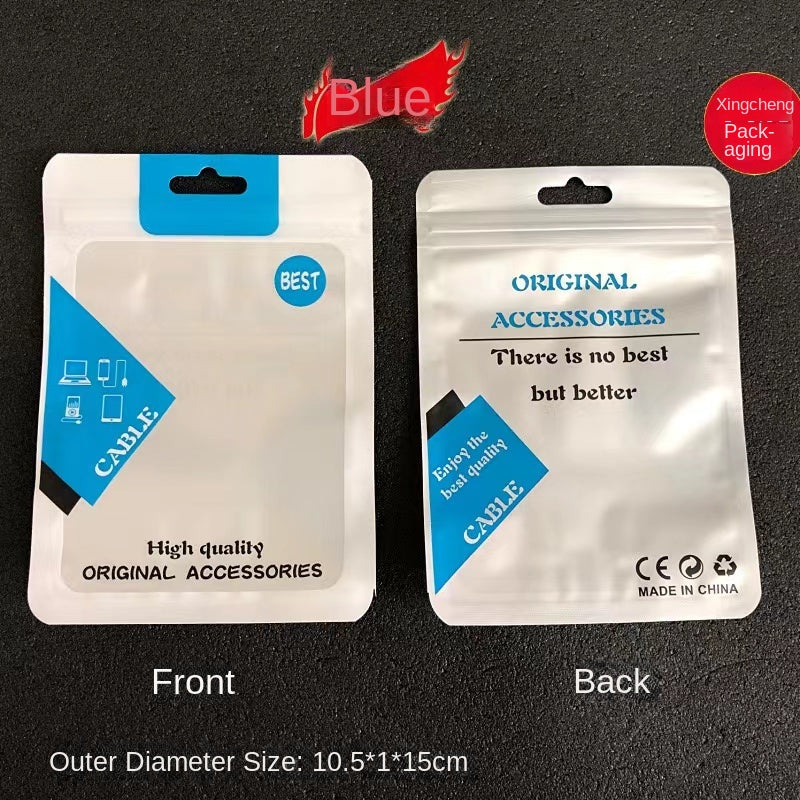 Blue
Xingcheng
Pack-
aging
BEST
CABLE
High quality
ORIGINAL ACCESSORIES
ORIGINAL
ACCESSORIES
There is no best
but better
Enjoy the
best quality
CABLE
CE
MADE IN CHINA
Front
Back
Outer Diameter Size: 10.5*1*15cm